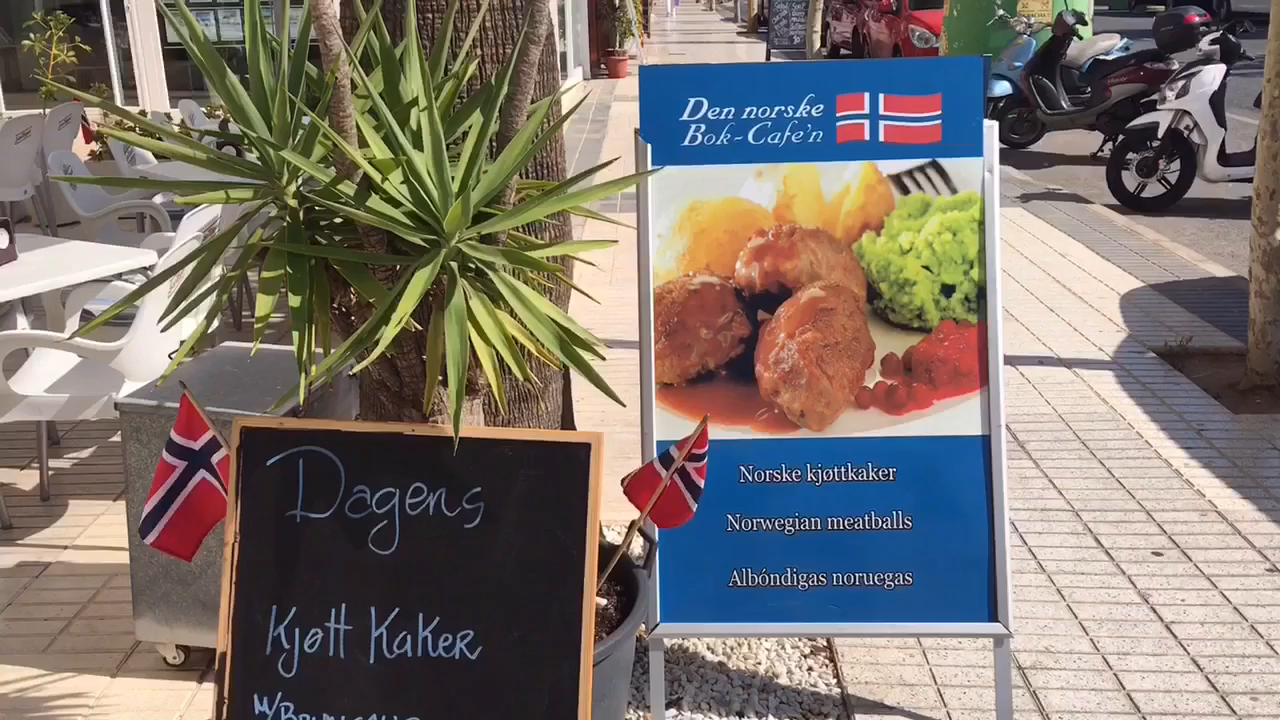 Den norske
Bok-Cafe'n
Norske kjøttkaker
Norwegian meatballs
Albóndigas noruegas
Dagens
Kjøtt Kaker